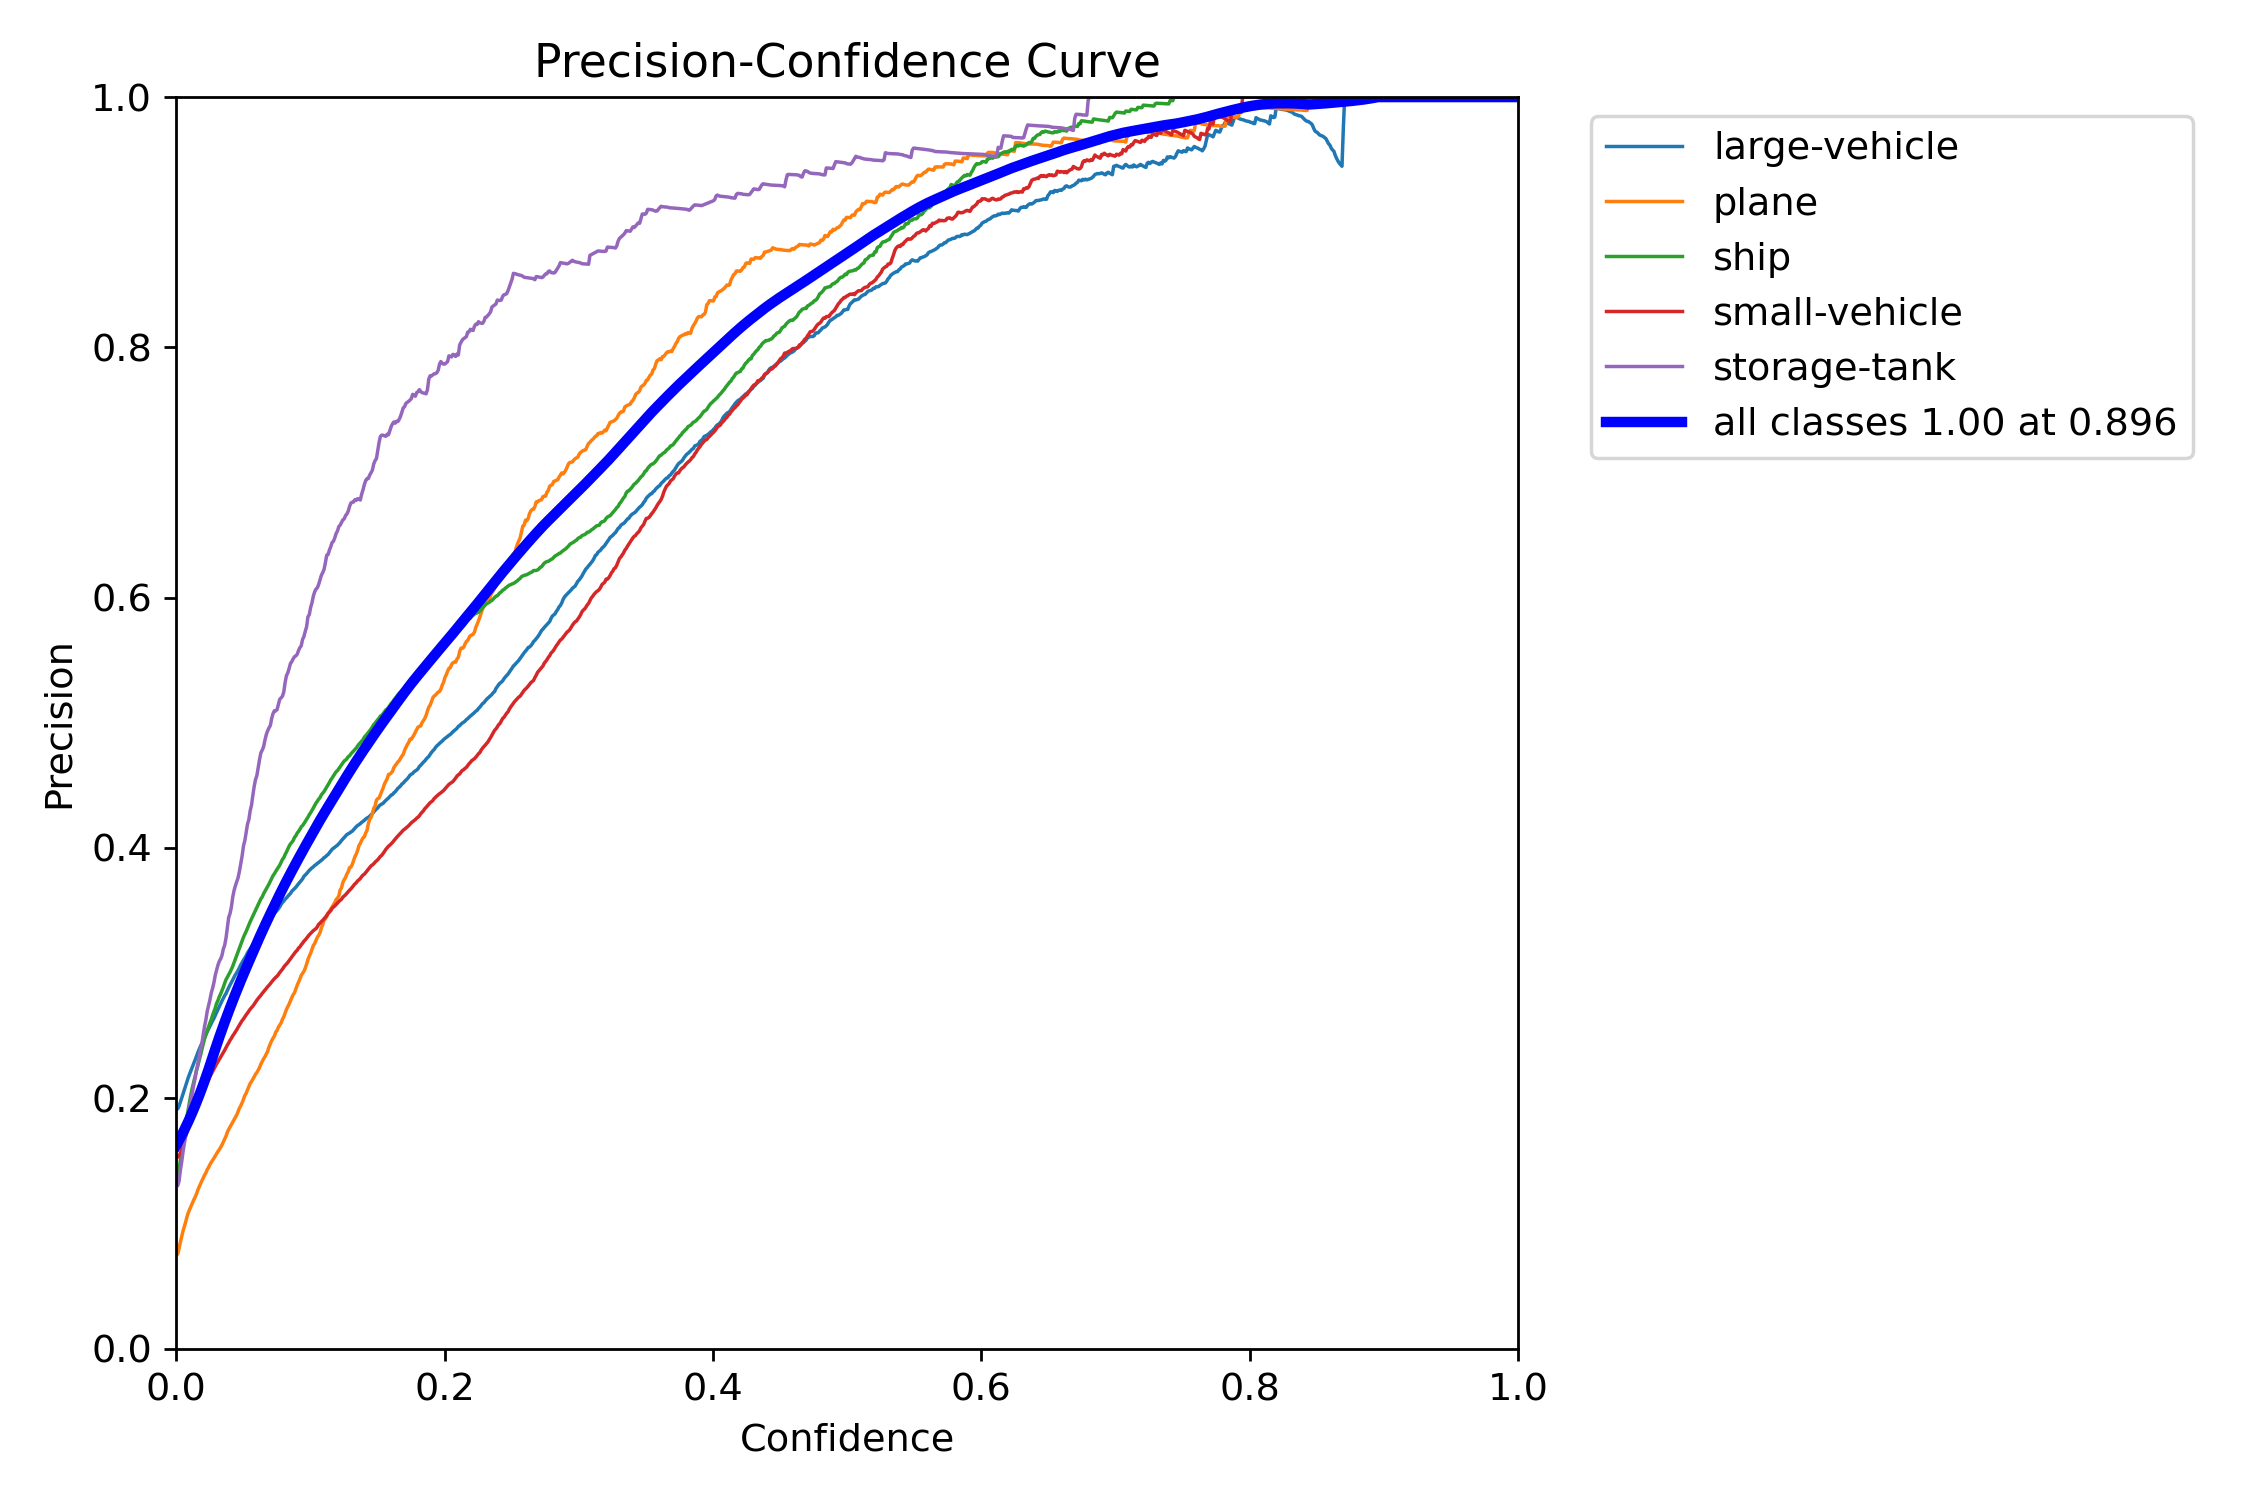 Precision-Confidence Curve
1.0
0.8
0.6
0.4
0.2
0.0
Precision
0.0 0.2 0.4 0.6 0.8 1.0
Confidence
large-vehicle
plane
ship
small-vehicle
storage-tank
all classes 1.00 at 0.896